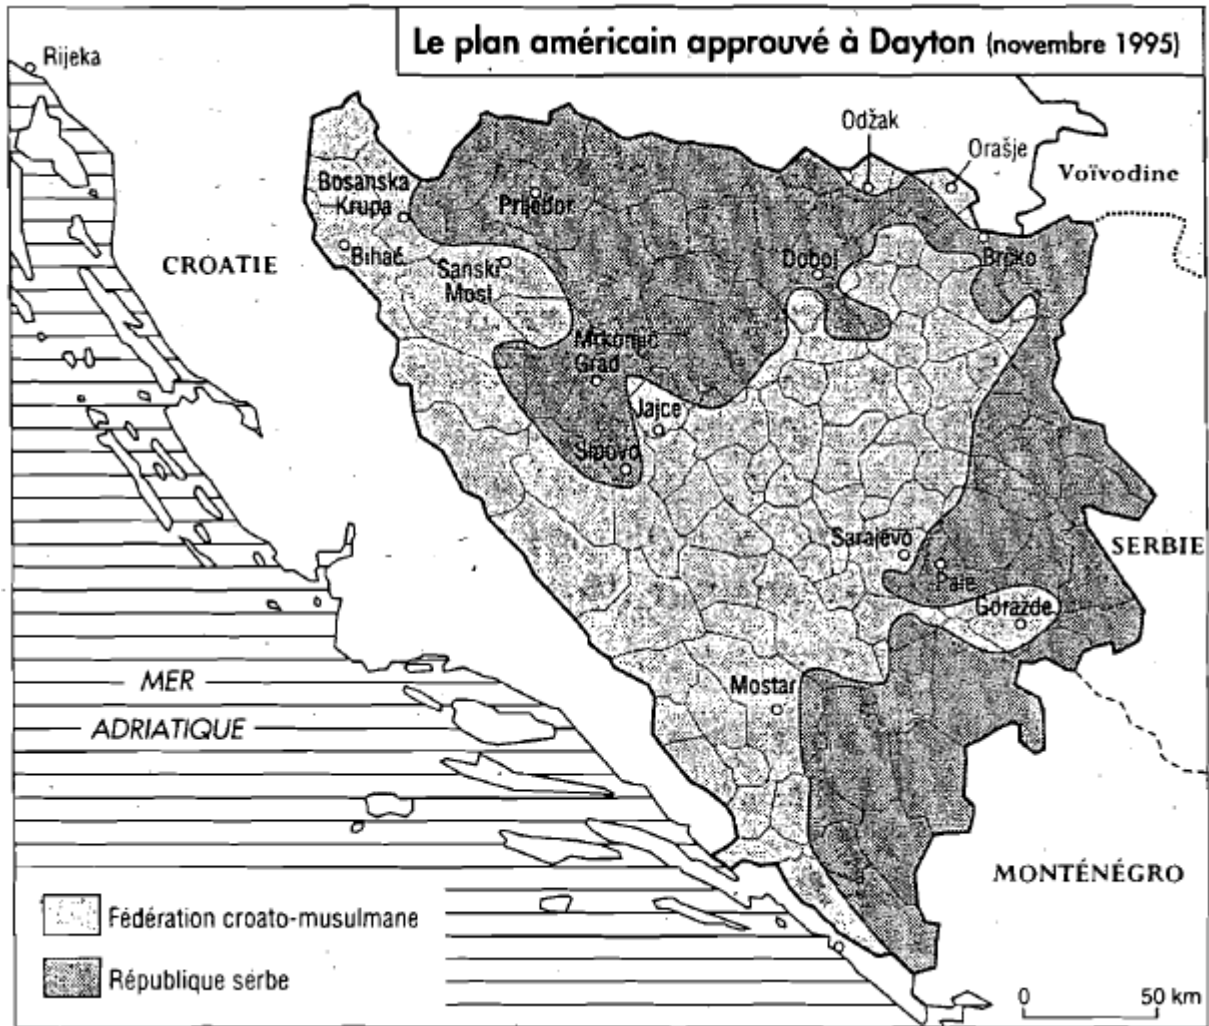 Le plan américain approuvé à Dayton (novembre 1995)
Rijeka
Odžak
Orašje
Voïvodine
Bosanska
Krupa
Prijedor
CROATIE
Bihać
Sanski
Most
Doboj
Brčko
Mrkonjić
Grad
Jajce
Šipovo
Sarajevo
SERBIE
Pale
Goražde
MER
ADRIATIQUE
Mostar
MONTÉNÉGRO
Fédération croato-musulmane
République serbe
0 50 km